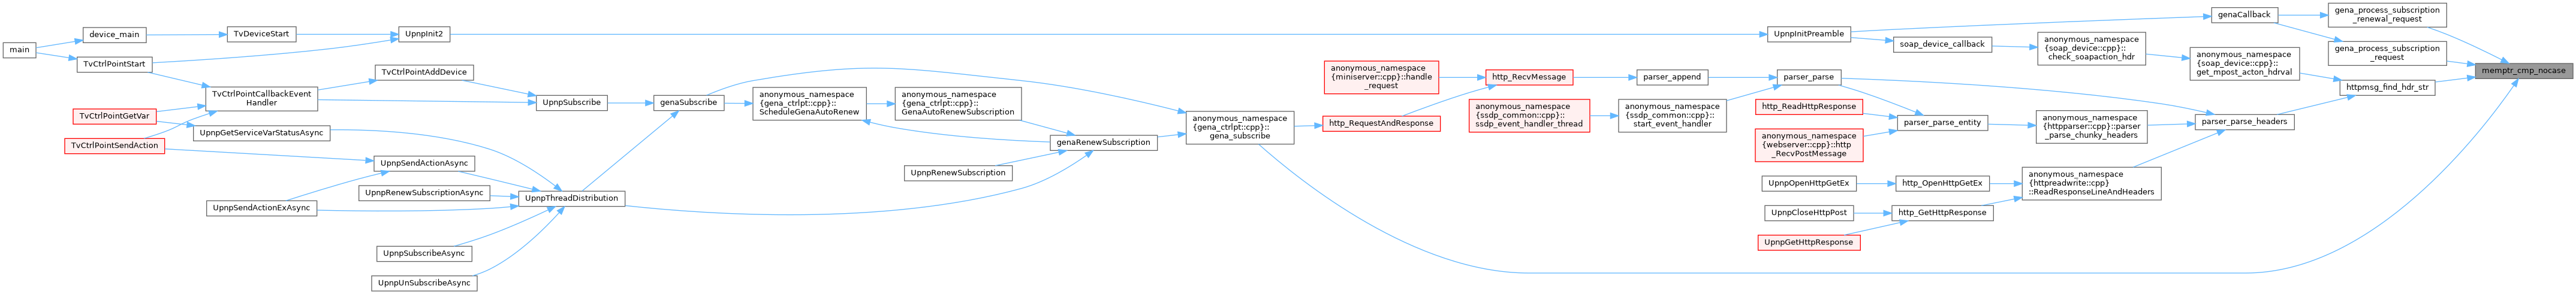 main
device_main
TvCtrlPointStart
TvDeviceStart
UpnpInit2
TvCtrlPointGetVar
TvCtrlPointSendAction
TvCtrlPointCallbackEvent
Handler
UpnpGetServiceVarStatusAsync
UpnpSendActionExAsync
TvCtrlPointAddDevice
UpnpSendActionAsync
UpnpRenewSubscriptionAsync
UpnpSubscribeAsync
UpnpUnSubscribeAsync
UpnpSubscribe
UpnpThreadDistribution
genaSubscribe
anonymous_namespace
{gena_ctrlpt::cpp}::
ScheduleGenaAutoRenew
anonymous_namespace
{gena_ctrlpt::cpp}::
GenaAutoRenewSubscription
UpnpRenewSubscription
genaRenewSubscription
anonymous_namespace
{gena_ctrlpt::cpp}::
gena_subscribe
anonymous_namespace
{miniserver::cpp}::handle
_request
http_RequestAndResponse
http_RecvMessage
anonymous_namespace
{ssdp_common::cpp}::
ssdp_event_handler_thread
parser_append
anonymous_namespace
{ssdp_common::cpp}::
start_event_handler
UpnpInitPreamble
parser_parse
http_ReadHttpResponse
anonymous_namespace
{webserver::cpp}::http
_RecvPostMessage
UpnpOpenHttpGetEx
UpnpCloseHttpPost
UpnpGetHttpResponse
soap_device_callback
parser_parse_entity
http_OpenHttpGetEx
http_GetHttpResponse
anonymous_namespace
{soap_device::cpp}::
check_soapaction_hdr
anonymous_namespace
{httpparser::cpp}::parser
_parse_chunky_headers
anonymous_namespace
{httpreadwrite::cpp}
::ReadResponseLineAndHeaders
genaCallback
anonymous_namespace
{soap_device::cpp}::
get_mpost_acton_hdrval
parser_parse_headers
gena_process_subscription
_renewal_request
gena_process_subscription
_request
httpmsg_find_hdr_str
memptr_cmp_nocase